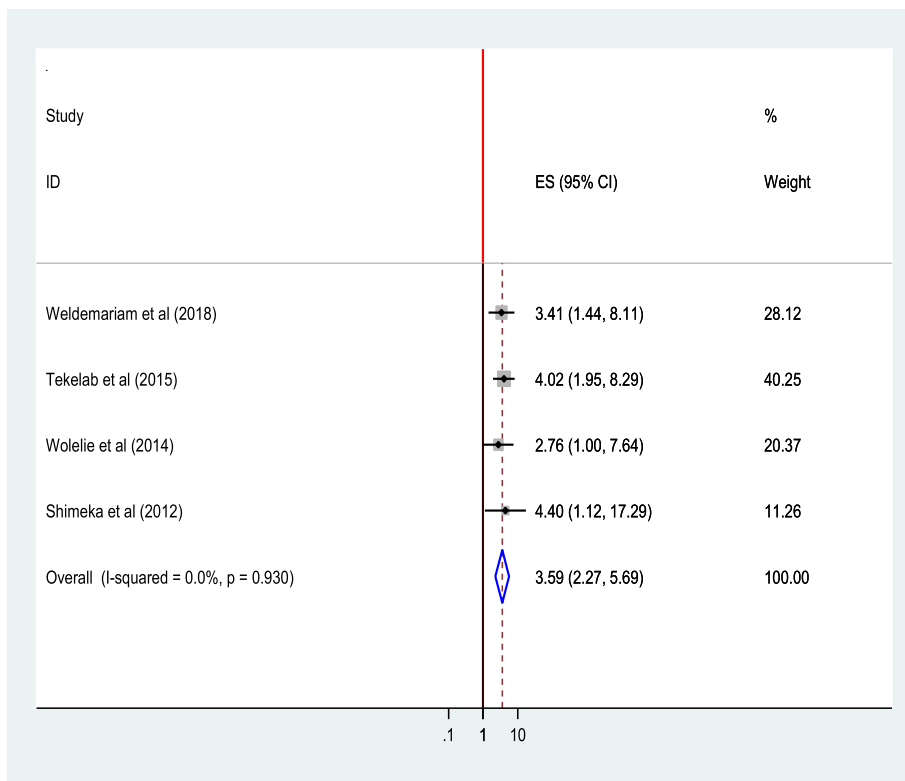 .
Study %
ID ES (95% CI) Weight
Weldemariam et al (2018) 3.41 (1.44, 8.11) 28.12
Tekelab et al (2015) 4.02 (1.95, 8.29) 40.25
Wolelie et al (2014) 2.76 (1.00, 7.64) 20.37
Shimeka et al (2012) 4.40 (1.12, 17.29) 11.26
Overall (I-squared = 0.0%, p = 0.930) 3.59 (2.27, 5.69) 100.00
.1 1 10